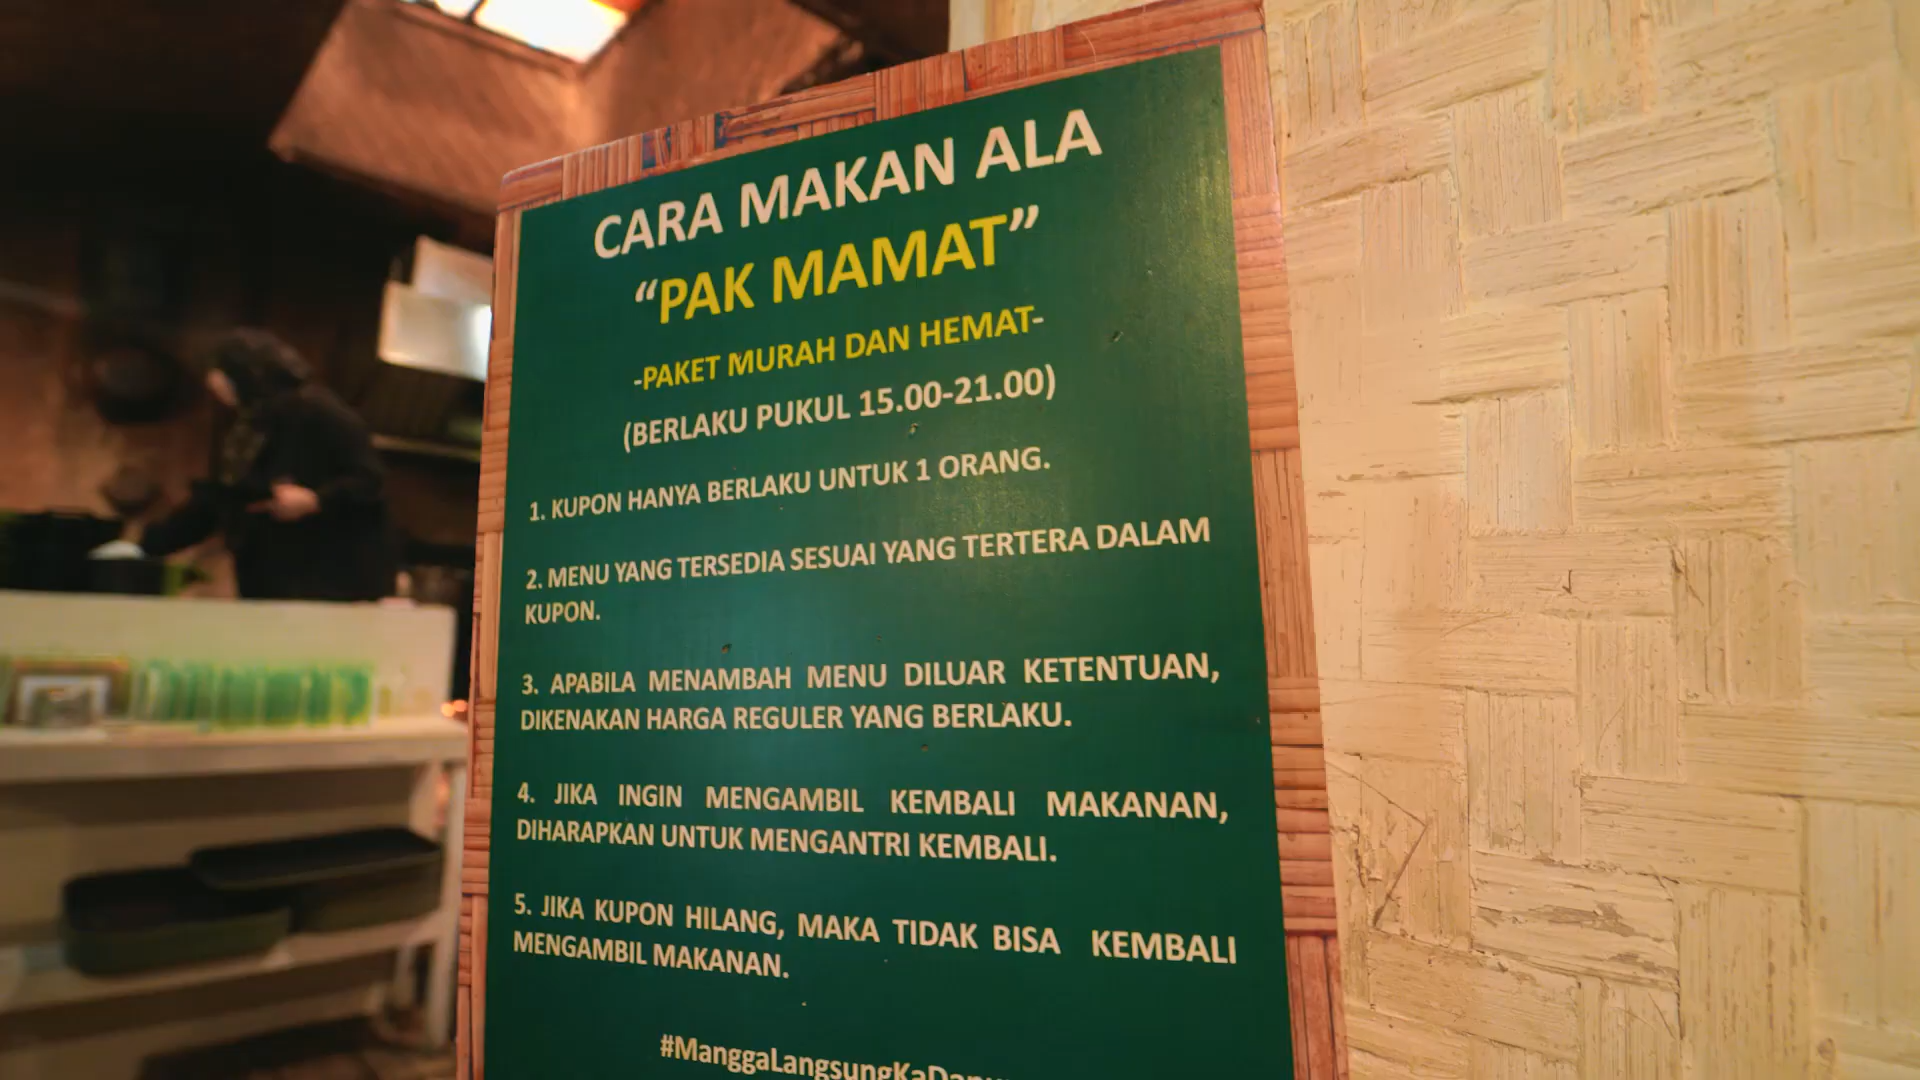 CARA MAKAN ALA
“PAK MAMAT”
-PAKET MURAH DAN HEMAT-
(BERLAKU PUKUL 15.00-21.00)
1. KUPON HANYA BERLAKU UNTUK 1 ORANG.
2. MENU YANG TERSEDIA SESUAI YANG TERTERA DALAM
KUPON.
3. APABILA MENAMBAH MENU DILUAR KETENTUAN,
DIKENAKAN HARGA REGULER YANG BERLAKU.
4. JIKA INGIN MENGAMBIL KEMBALI MAKANAN,
DIHARAPKAN UNTUK MENGANTRI KEMBALI.
5. JIKA KUPON HILANG, MAKA TIDAK BISA KEMBALI
MENGAMBIL MAKANAN.